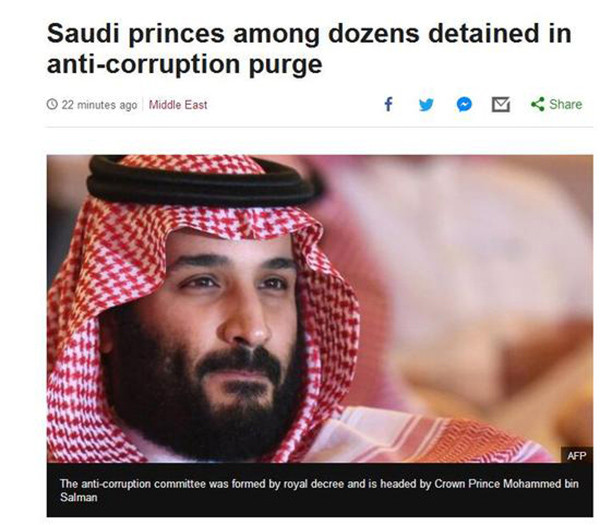 Saudi princes among dozens detained in
anti-corruption purge
22 minutes ago Middle East
Share
AFP
The anti-corruption committee was formed by royal decree and is headed by Crown Prince Mohammed bin
Salman